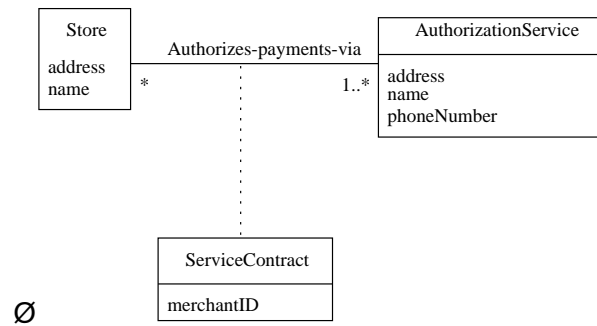 Store
address
name
Authorizes-payments-via
*
1..*
AuthorizationService
address
name
phoneNumber
ServiceContract
merchantID
Ø